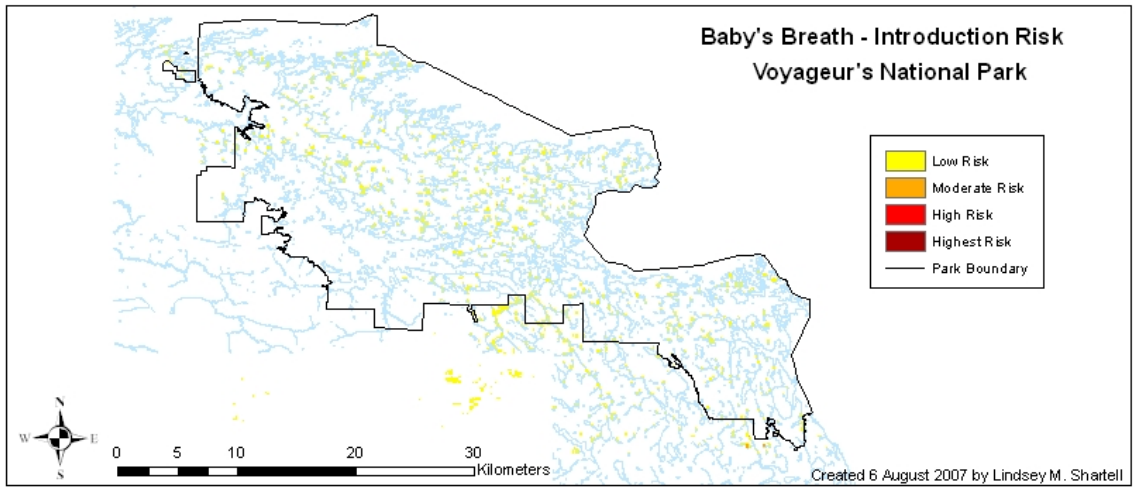 Baby's Breath - Introduction Risk
Voyageur's National Park
Low Risk
Moderate Risk
High Risk
Highest Risk
Park Boundary
N
W E
S
0 5 10 20 30
Kilometers
Created 6 August 2007 by Lindsey M. Shartell